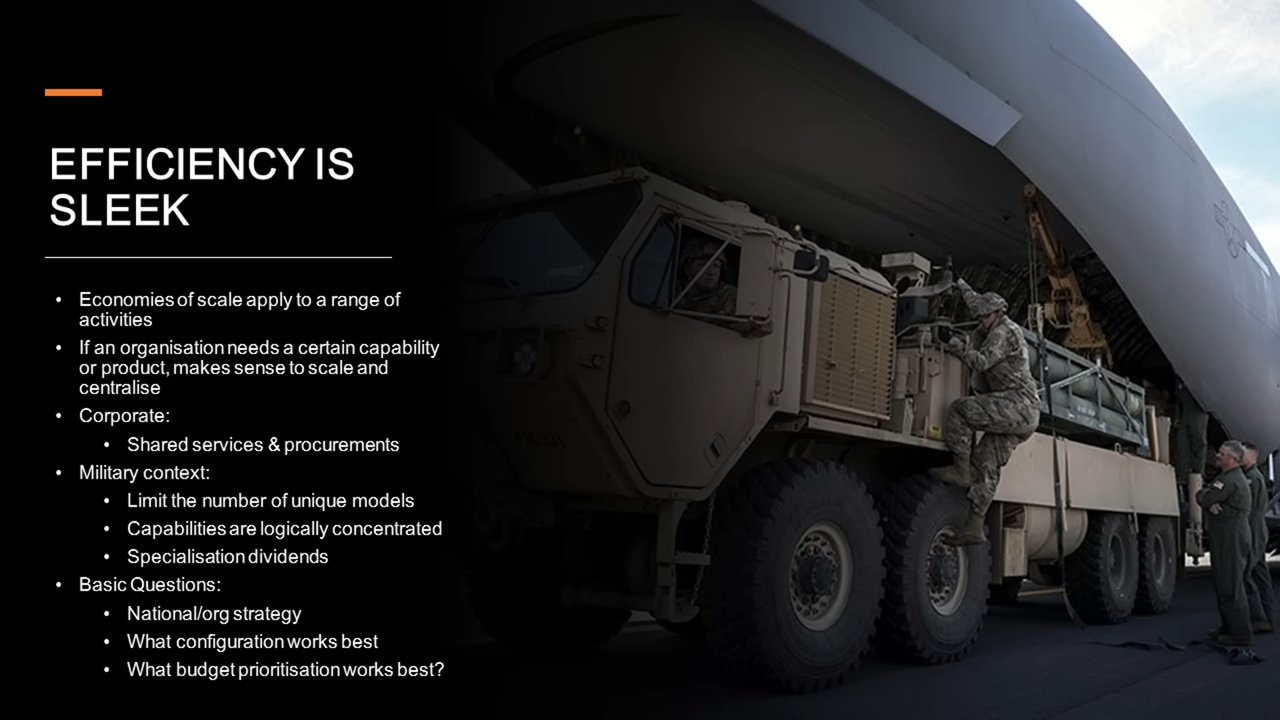 EFFICIENCY IS
SLEEK
• Economies of scale apply to a range of
activities
• If an organisation needs a certain capability
or product, makes sense to scale and
centralise
• Corporate:
• Shared services & procurements
• Military context:
• Limit the number of unique models
• Capabilities are logically concentrated
• Specialisation dividends
• Basic Questions:
• National/org strategy
• What configuration works best
• What budget prioritisation works best?